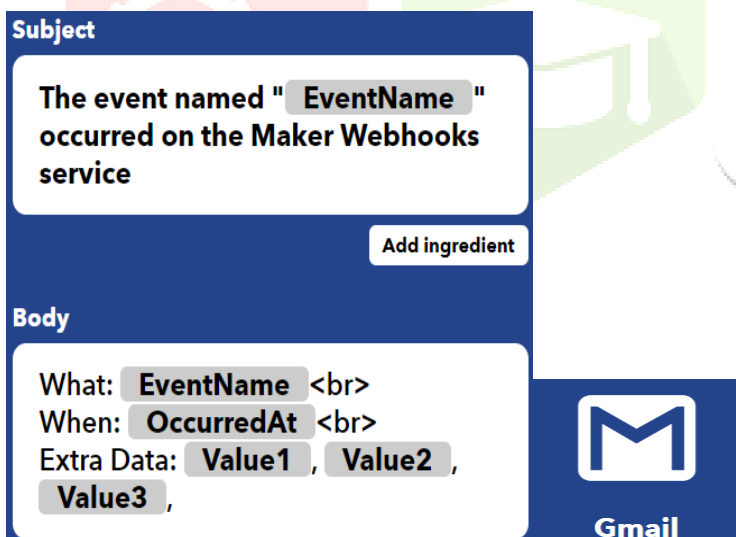 Subject
The event named " EventName "
occurred on the Maker Webhooks
service
Add ingredient
Body
What: EventName <br>
When: OccurredAt <br>
Extra Data: Value1 , Value2 ,
Value3 ,
Gmail